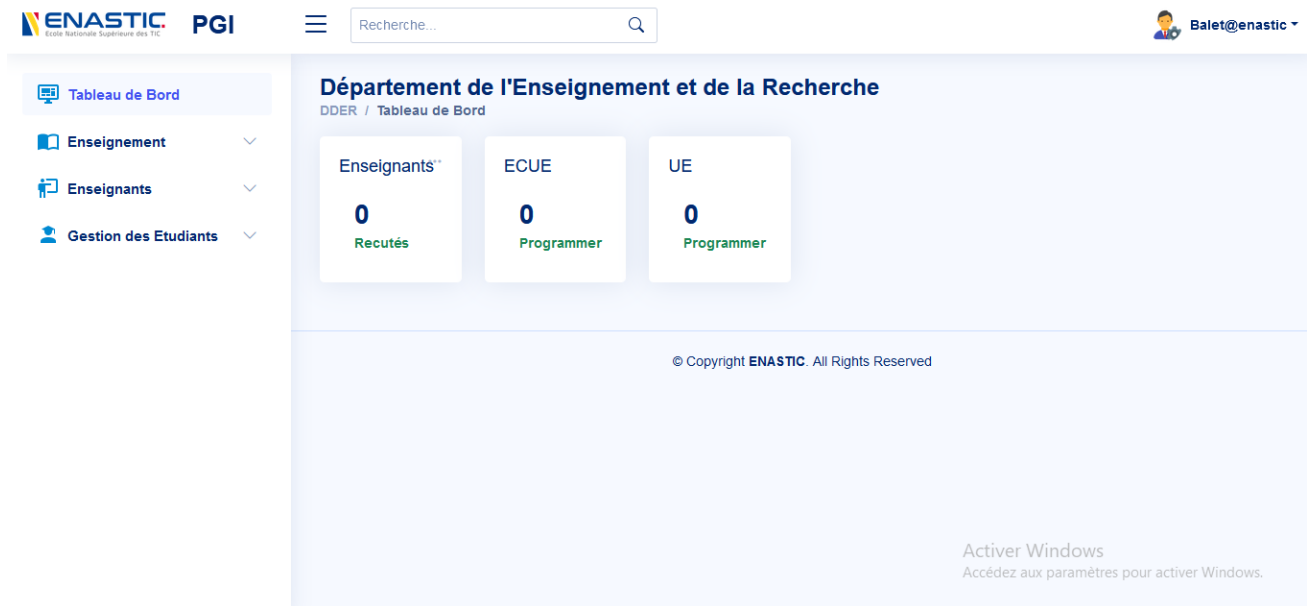 ENASTIC.
Ecole Nationale Supérieure des TIC
PGI
Recherche...
Balet@enastic
Tableau de Bord
Enseignement
Enseignants
Gestion des Etudiants
Département de l'Enseignement et de la Recherche
DDER / Tableau de Bord
Enseignants
0
Recutés
ECUE
0
Programmer
UE
0
Programmer
© Copyright ENASTIC. All Rights Reserved
Activer Windows
Accédez aux paramètres pour activer Windows.